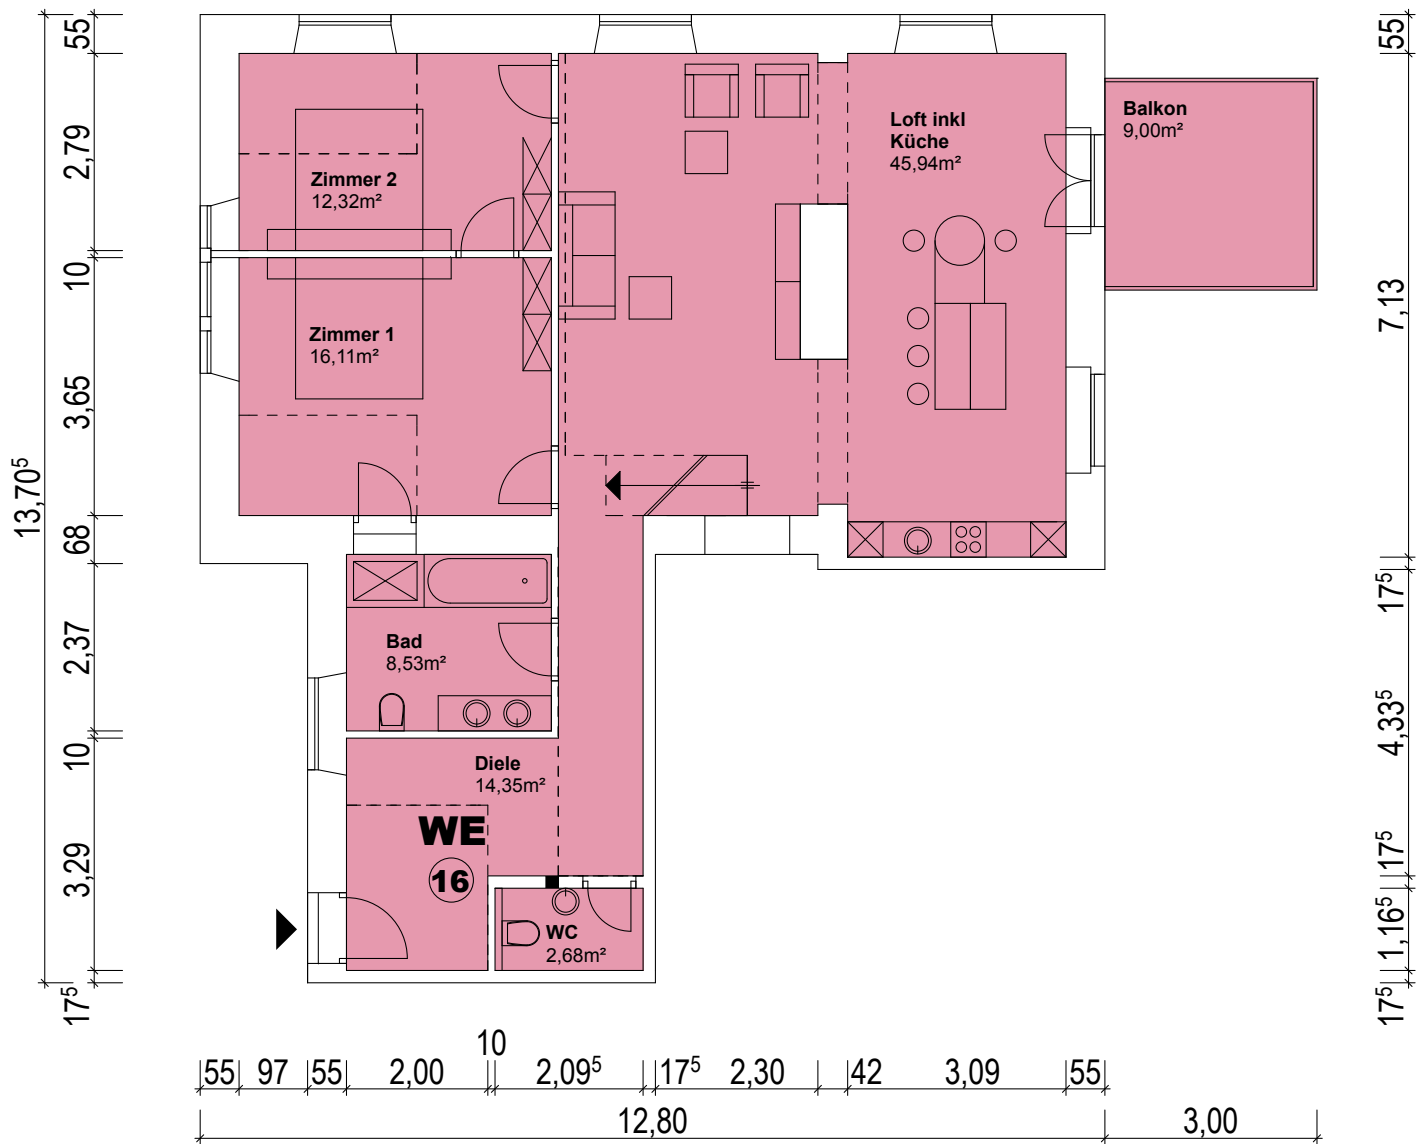 55
2,79
10
3,65
68
2,37
10
3,29
17⁵
13,70⁵
Zimmer 2
12,32m²
Zimmer 1
16,11m²
Loft inkl
Küche
45,94m²
Balkon
9,00m²
Bad
8,53m²
Diele
14,35m²
WE
16
WC
2,68m²
55
7,13
17⁵
4,33⁵
17⁵
1,16⁵
17⁵
10
55 97 55 2,00 2,09⁵ 17⁵ 2,30 42 3,09 55
12,80 3,00